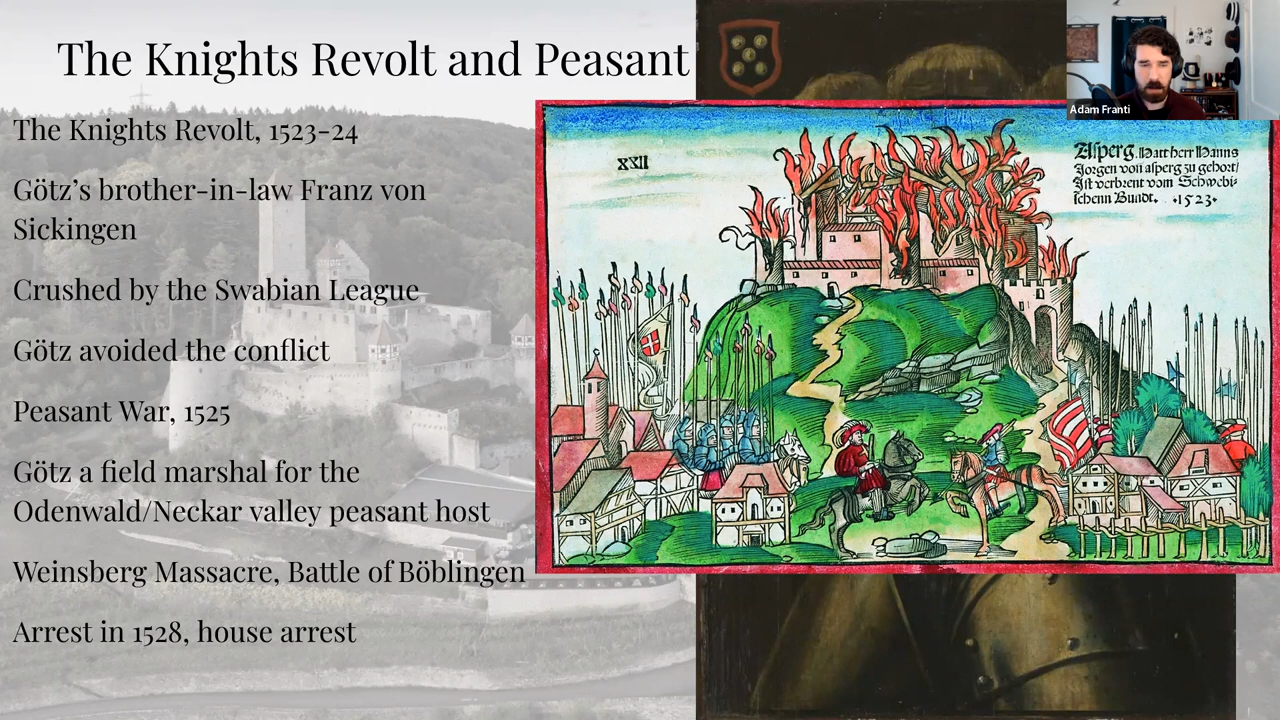 The Knights Revolt and Peasant
The Knights Revolt, 1523-24
Götz’s brother-in-law Franz von
Sickingen
Crushed by the Swabian League
Götz avoided the conflict
Peasant War, 1525
Götz a field marshal for the
Odenwald/Neckar valley peasant host
Weinsberg Massacre, Battle of Böblingen
Arrest in 1528, house arrest
Adam Franti
XXII
Asperg. Hatt herr Hanns
Jorgen von asperg zu gehort/
Ist verbrent vom Schwebi-
schenn Bundt. •1523•